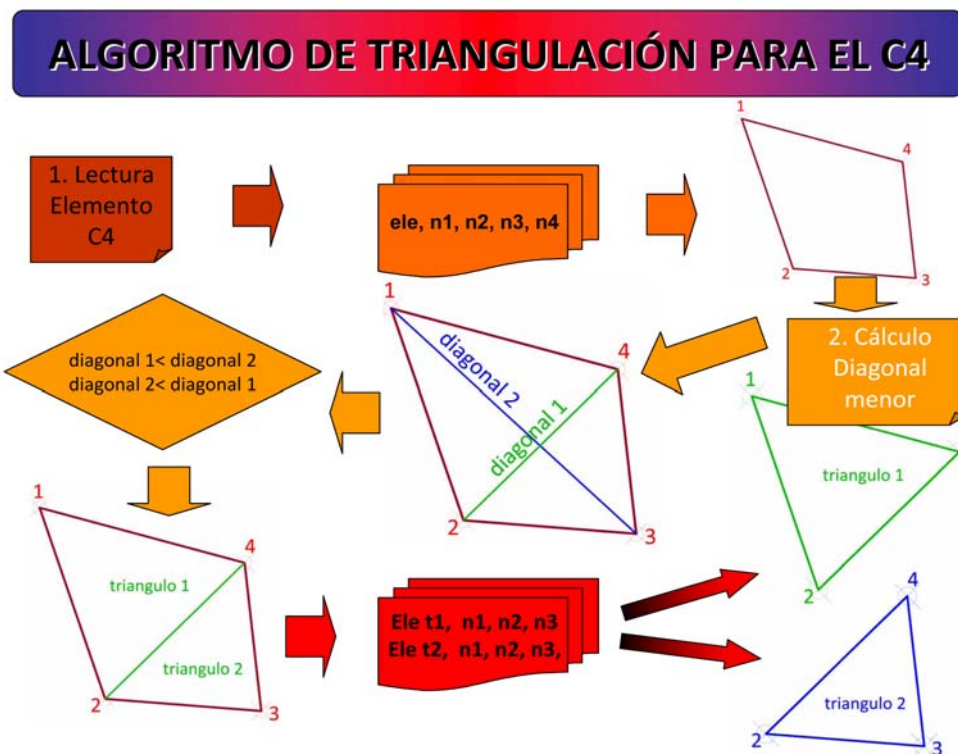 ALGORITMO DE TRIANGULACIÓN PARA EL C4
1. Lectura
Elemento
C4
ele, n1, n2, n3, n4
1
4
2
3
2. Cálculo
Diagonal
menor
1
4
2
3
diagonal 2
diagonal 1
diagonal 1< diagonal 2
diagonal 2< diagonal 1
1
4
2
3
triangulo 1
triangulo 2
Ele t1, n1, n2, n3
Ele t2, n1, n2, n3,
1
2
triangulo 1
4
2
3
triangulo 2